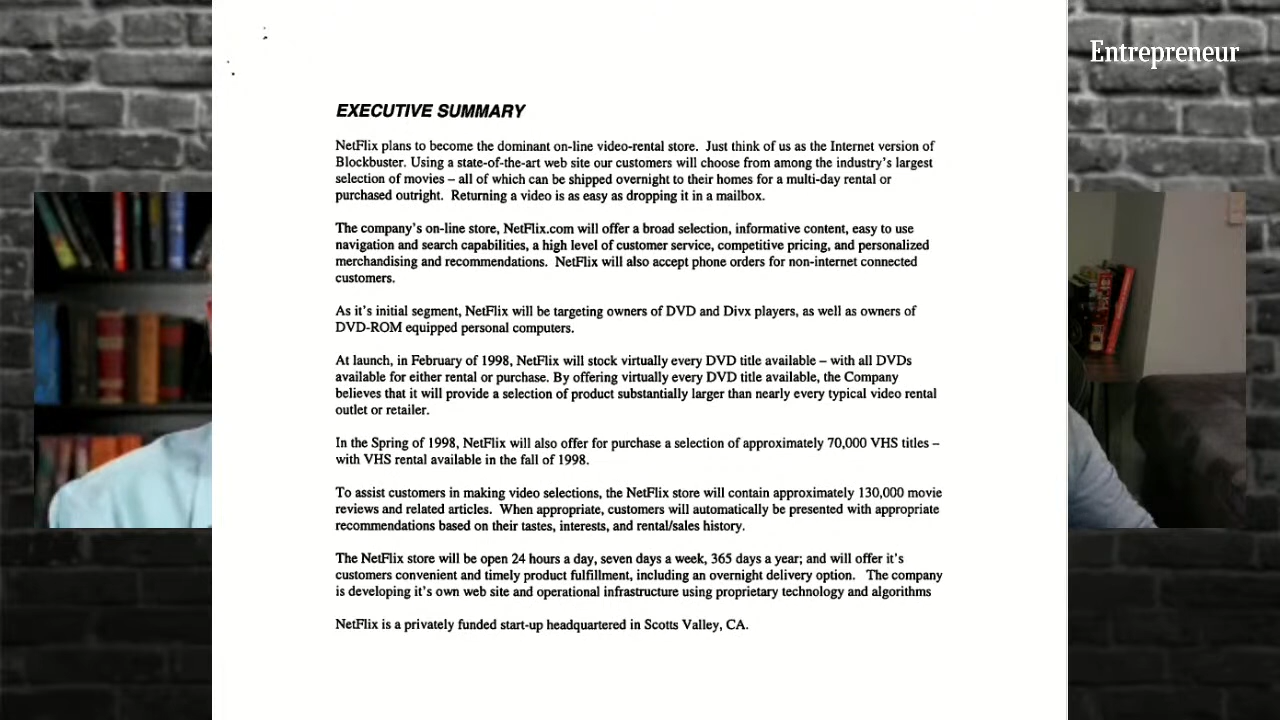 Entrepreneur
EXECUTIVE SUMMARY
NetFlix plans to become the dominant on-line video-rental store. Just think of us as the Internet version of
Blockbuster. Using a state-of-the-art web site our customers will choose from among the industry's largest
selection of movies – all of which can be shipped overnight to their homes for a multi-day rental or
purchased outright. Returning a video is as easy as dropping it in a mailbox.
The company's on-line store, NetFlix.com will offer a broad selection, informative content, easy to use
navigation and search capabilities, a high level of customer service, competitive pricing, and personalized
merchandising and recommendations. NetFlix will also accept phone orders for non-internet connected
customers.
As it's initial segment, NetFlix will be targeting owners of DVD and Divx players, as well as owners of
DVD-ROM equipped personal computers.
At launch, in February of 1998, NetFlix will stock virtually every DVD title available – with all DVDs
available for either rental or purchase. By offering virtually every DVD title available, the Company
believes that it will provide a selection of product substantially larger than nearly every typical video rental
outlet or retailer.
In the Spring of 1998, NetFlix will also offer for purchase a selection of approximately 70,000 VHS titles –
with VHS rental available in the fall of 1998.
To assist customers in making video selections, the NetFlix store will contain approximately 130,000 movie
reviews and related articles. When appropriate, customers will automatically be presented with appropriate
recommendations based on their tastes, interests, and rental/sales history.
The NetFlix store will be open 24 hours a day, seven days a week, 365 days a year; and will offer it's
customers convenient and timely product fulfillment, including an overnight delivery option. The company
is developing it's own web site and operational infrastructure using proprietary technology and algorithms
NetFlix is a privately funded start-up headquartered in Scotts Valley, CA.